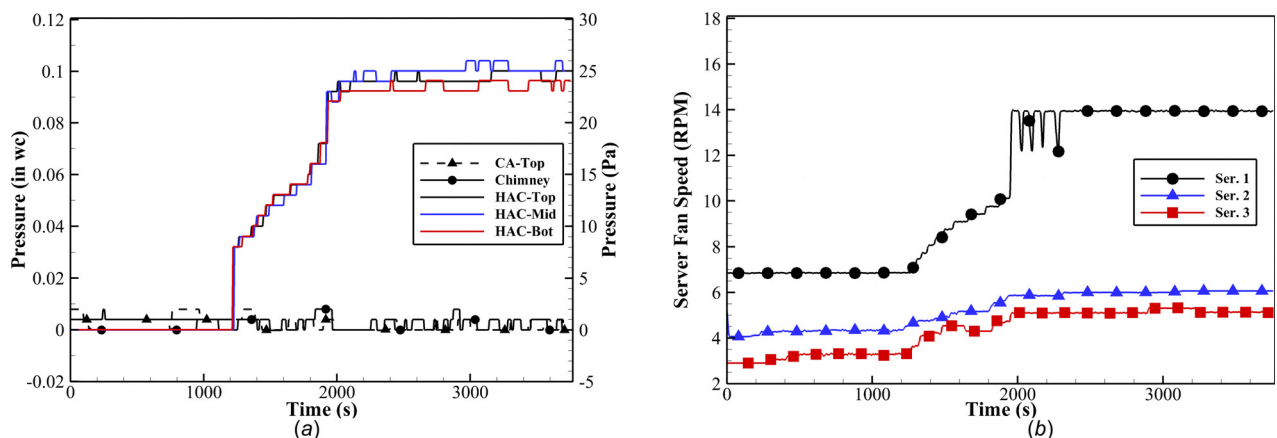 0.12
0.1
0.08
0.06
0.04
0.02
0
-0.02
Pressure (in wc)
0
1000
2000
3000
Time (s)
30
25
20
15
10
5
0
-5
Pressure (Pa)
CA-Top
Chimney
HAC-Top
HAC-Mid
HAC-Bot
(a)
18
16
14
12
10
8
6
4
2
Server Fan Speed (RPM)
0
1000
2000
3000
Time (s)
Ser. 1
Ser. 2
Ser. 3
(b)